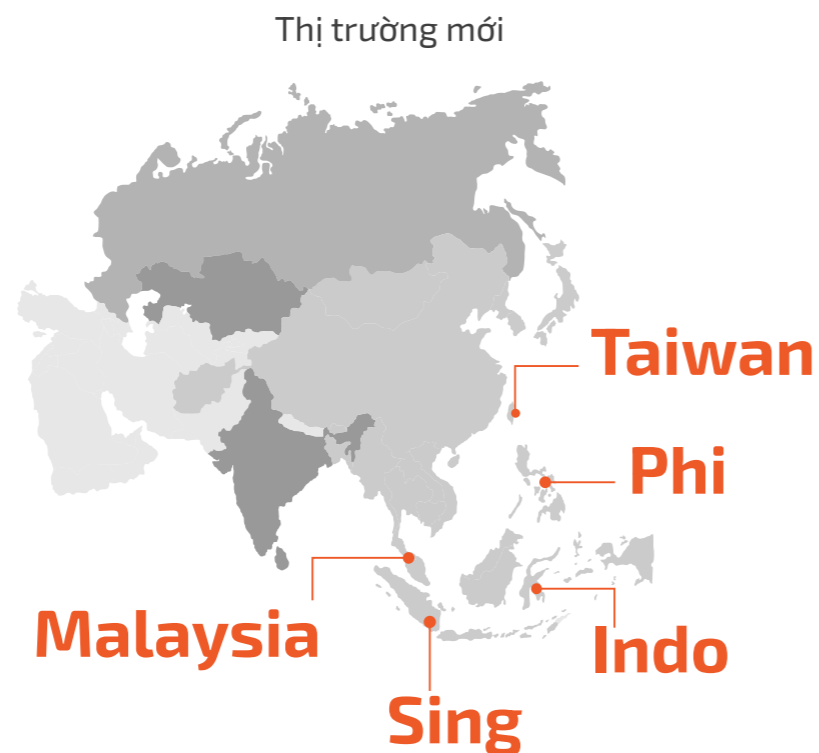 Thị trường mới
Taiwan
Phi
Malaysia
Indo
Sing